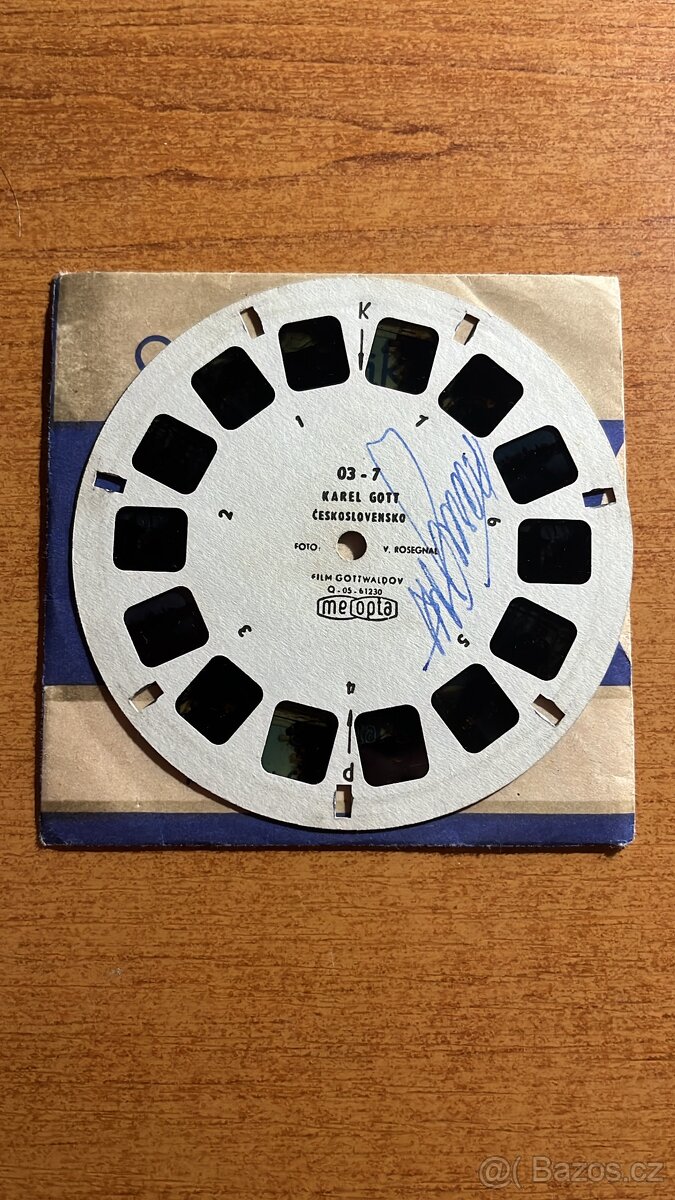 K
1
7
03 - 7
KAREL GOTT
ČESKOSLOVENSKO
2
6
FOTO: V. ROSEGNAL
FILM GOTTWALDOV
Q - 05 - 61230
meopta
3
5
4
P
@( Bazos.cz